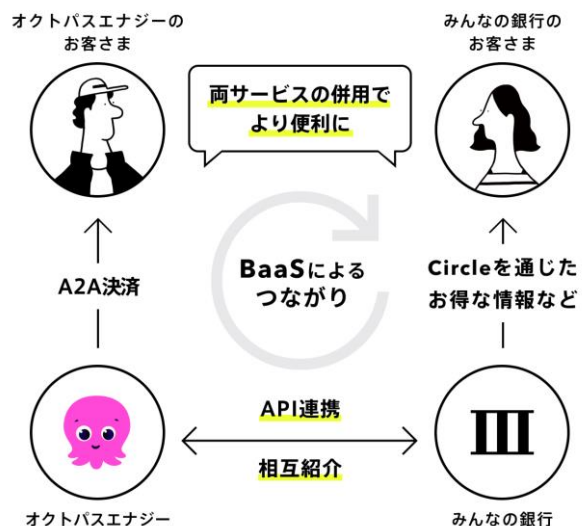 オクトパスエナジーの
お客さま
みんなの銀行の
お客さま
両サービスの併用で
より便利に
A2A決済
BaaSによる
つながり
Circleを通じた
お得な情報など
API連携
相互紹介
オクトパスエナジー
みんなの銀行